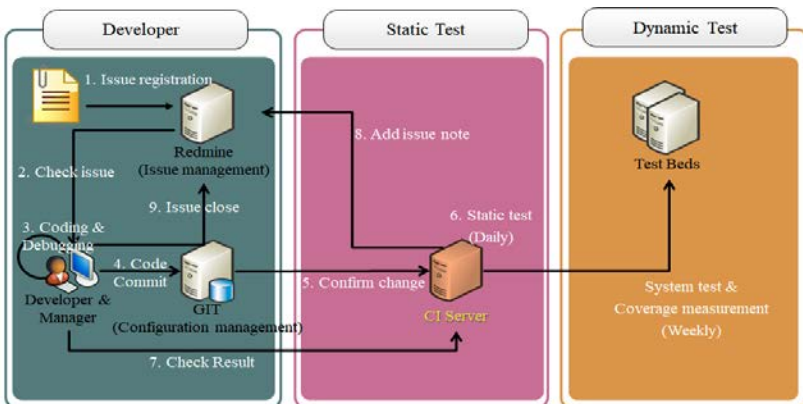 Developer
Static Test
Dynamic Test
1. Issue registration
Redmine
(Issue management)
2. Check issue
9. Issue close
3. Coding &
Debugging
4. Code
Commit
Developer &
Manager
GIT
(Configuration management)
7. Check Result
8. Add issue note
6. Static test
(Daily)
5. Confirm change
CI Server
Test Beds
System test &
Coverage measurement
(Weekly)